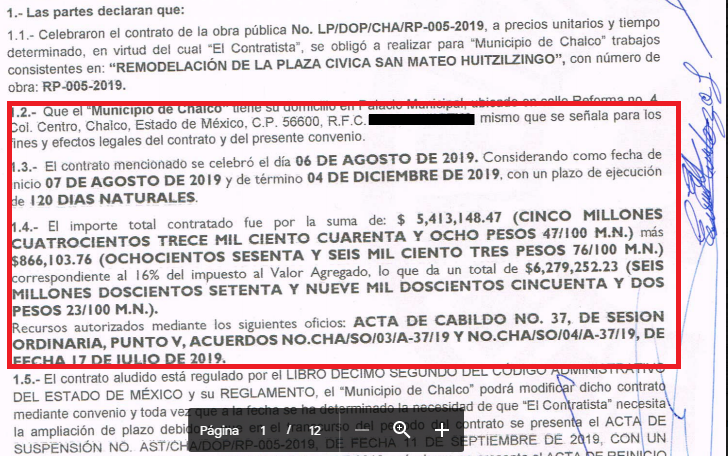 1.- Las partes declaran que:
1.1.- Celebraron el contrato de la obra pública No. LP/DOP/CHA/RP-005-2019, a precios unitarios y tiempo
determinado, en virtud del cual "El Contratista", se obligó a realizar para "Municipio de Chalco" trabajos
consistentes en: "REMODELACIÓN DE LA PLAZA CIVICA SAN MATEO HUITZILZINGO", con número de
obra: RP-005-2019.
1.2.- Que el "Municipio de Chalco" tiene su domicilio en Palacio Municipal, ubicado en calle Reforma no. 4,
Col. Centro, Chalco, Estado de México, C.P. 56600, R.F.C. mismo que se señala para los
fines y efectos legales del contrato y del presente convenio.
1.3.- El contrato mencionado se celebró el día 06 DE AGOSTO DE 2019. Considerando como fecha de
inicio 07 DE AGOSTO DE 2019 y de término 04 DE DICIEMBRE DE 2019, con un plazo de ejecución
de 120 DIAS NATURALES.
1.4.- El importe total contratado fue por la suma de: $ 5,413,148.47 (CINCO MILLONES
CUATROCIENTOS TRECE MIL CIENTO CUARENTA Y OCHO PESOS 47/100 M.N.) más
$866,103.76 (OCHOCIENTOS SESENTA Y SEIS MIL CIENTO TRES PESOS 76/100 M.N.)
correspondiente al 16% del impuesto al Valor Agregado, lo que da un total de $6,279,252.23 (SEIS
MILLONES DOSCIENTOS SETENTA Y NUEVE MIL DOSCIENTOS CINCUENTA Y DOS
PESOS 23/100 M.N.).
Recursos autorizados mediante los siguientes oficios: ACTA DE CABILDO NO. 37, DE SESION
ORDINARIA, PUNTO V, ACUERDOS NO.CHA/SO/03/A-37/19 Y NO.CHA/SO/04/A-37/19, DE
FECHA 17 DE JULIO DE 2019.
1.5.- El contrato aludido está regulado por el LIBRO DECIMO SEGUNDO DEL CÓDIGO ADMINISTRATIVO
DEL ESTADO DE MÉXICO y su REGLAMENTO, el "Municipio de Chalco" podrá modificar dicho contrato
mediante convenio y toda vez que a la fecha se ha determinado la necesidad de que "El Contratista" necesita
la ampliación de plazo debido del contrato se presenta el ACTA DE
SUSPENSIÓN NO. AST/CHA/DOP/RP-005-2019, DE FECHA 11 DE SEPTIEMBRE DE 2019, CON UN
ACTA DE REINICIO
Página 1 / 12